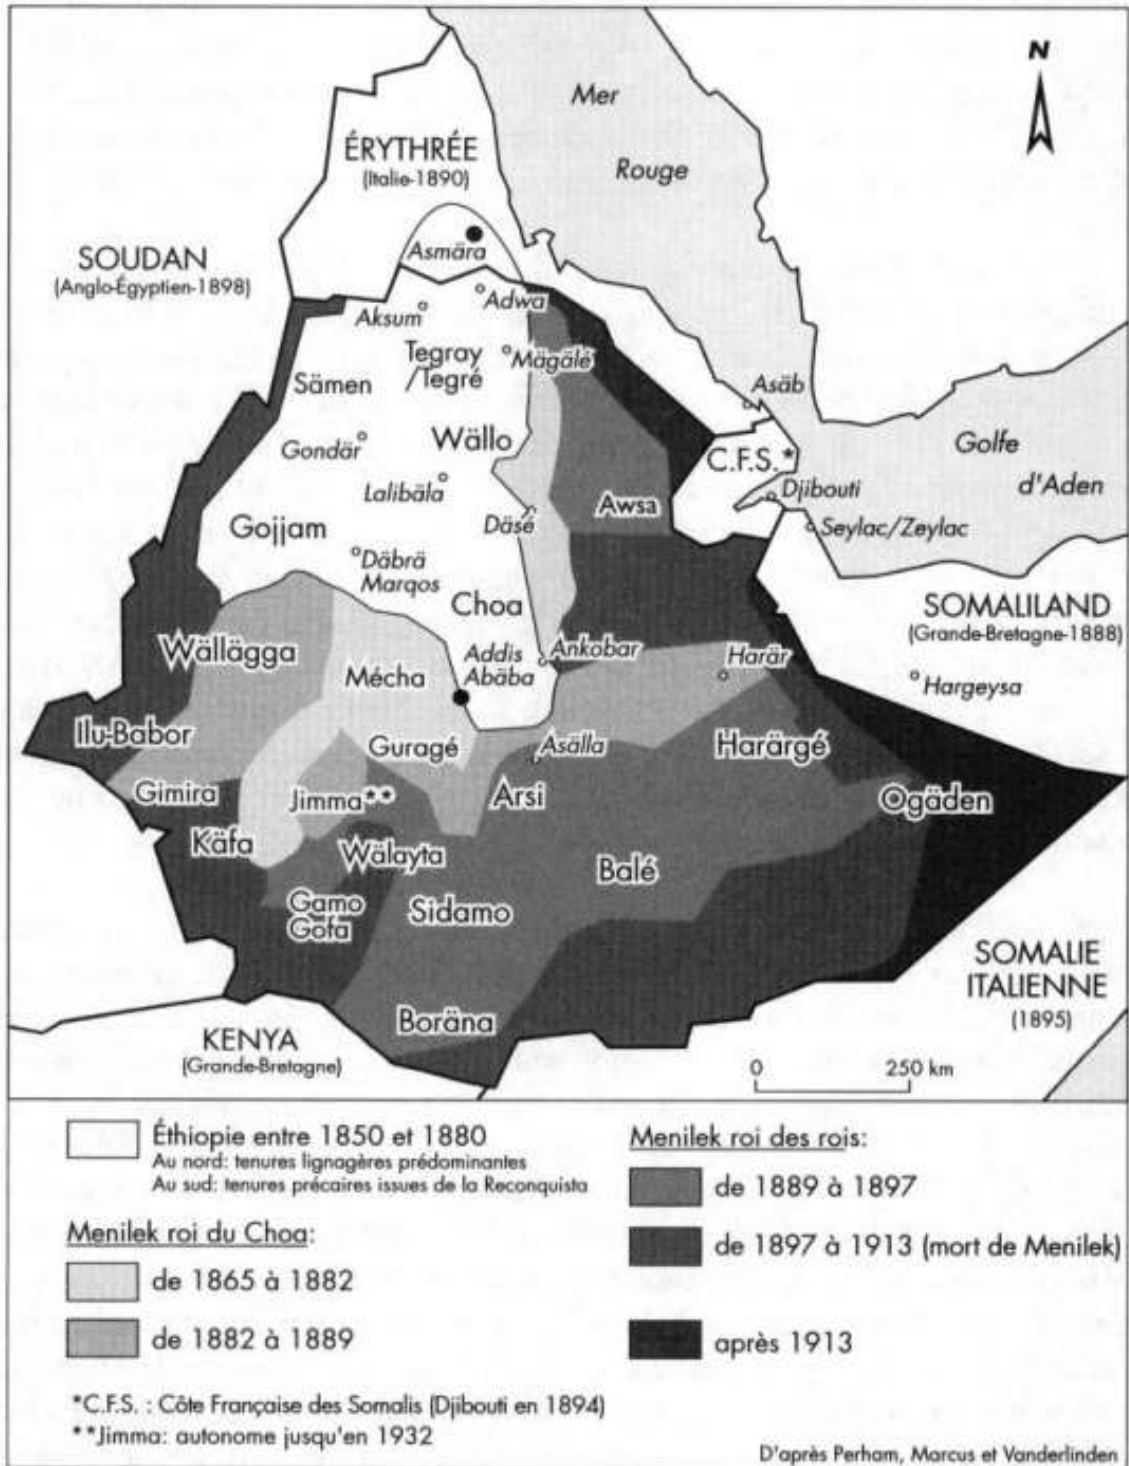 N
Mer
Rouge
ÉRYTHRÉE
(Italie-1890)
Asmära
SOUDAN
(Anglo-Égyptien-1898)
Aksum
Adwa
Tegray
/Tegré
Mägälé
Sämen
Asäb
Wällo
Gondär
C.F.S.*
Golfe
d'Aden
Lalibäla
Djibouti
Awsa
Däsé
Seylac/Zeylac
Gojjam
Däbrä
Marqos
Choa
SOMALILAND
(Grande-Bretagne-1888)
Wällägga
Addis
Abäba
Ankobar
Harär
Mécha
Hargeysa
Ilu-Babor
Guragé
Asälla
Harärgé
Gimira
Jimma**
Arsi
Ogäden
Käfa
Wälayta
Balé
Gamo
Gofa
Sidamo
SOMALIE
ITALIENNE
(1895)
Boräna
KENYA
(Grande-Bretagne)
0 250 km
Éthiopie entre 1850 et 1880
Au nord: tenures lignagères prédominantes
Au sud: tenures précaires issues de la Reconquista
Menilek roi du Choa:
de 1865 à 1882
de 1882 à 1889
Menilek roi des rois:
de 1889 à 1897
de 1897 à 1913 (mort de Menilek)
après 1913
*C.F.S. : Côte Française des Somalis (Djibouti en 1894)
**Jimma: autonome jusqu'en 1932
D'après Perham, Marcus et Vanderlinden